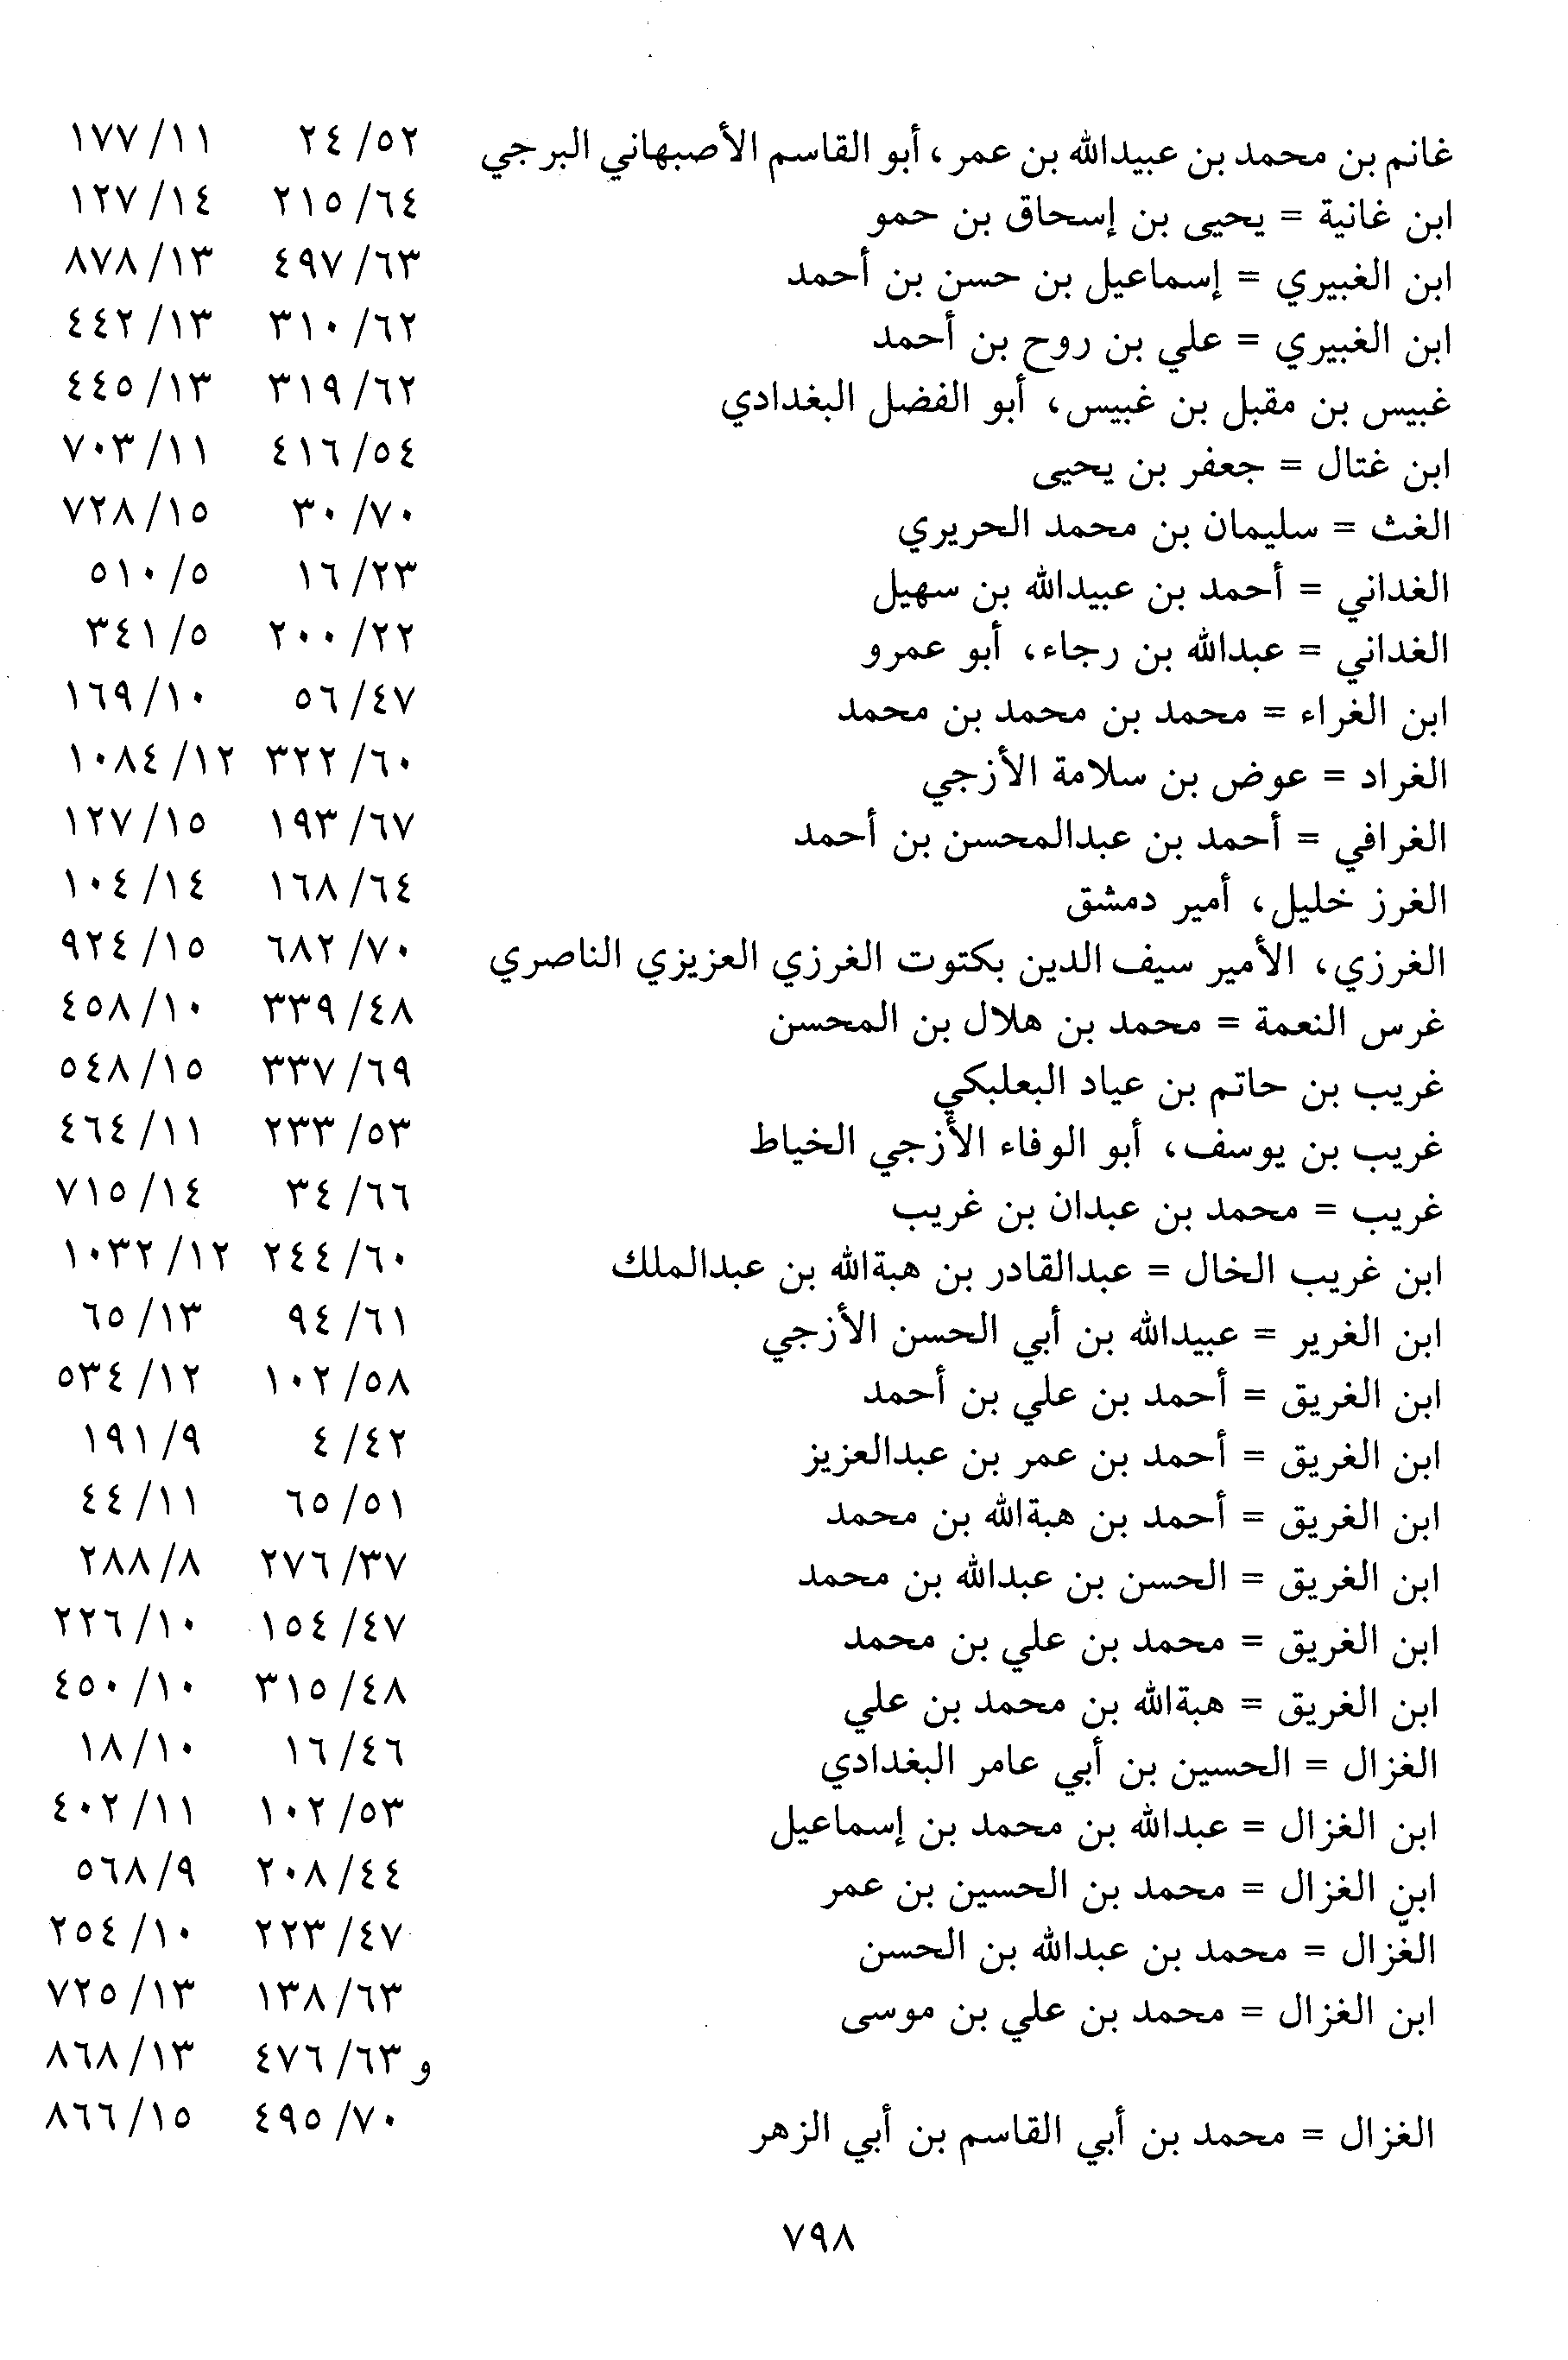 غانم بن محمد بن عبيدالله بن عمر، أبو القاسم الأصبهاني البرجي ٥٢/ ٢٤ ١١/ ١٧٧
ابن غانية = يحيى بن إسحاق بن حمو ٦٤/ ٢١٥ ١٤/ ١٢٧
ابن الغبيري = إسماعيل بن حسن بن أحمد ٦٣/ ٤٩٧ ١٣/ ٨٧٨
ابن الغبيري = علي بن روح بن أحمد ٦٢/ ٣١٠ ١٣/ ٤٤٢
غبيس بن مقبل بن غبيس، أبو الفضل البغدادي ٦٢/ ٣١٩ ١٣/ ٤٤٥
ابن غتال = جعفر بن يحيى ٥٤/ ٤١٦ ١١/ ٧٠٣
الغث = سليمان بن محمد الحريري ٧٠/ ٣٠ ١٥/ ٧٢٨
الغداني = أحمد بن عبيدالله بن سهيل ٢٣/ ١٦ ٥/ ٥١٠
الغداني = عبدالله بن رجاء، أبو عمرو ٢٢/ ٢٠٠ ٥/ ٣٤١
ابن الغراء = محمد بن محمد بن محمد ٤٧/ ٥٦ ١٠/ ١٦٩
الغراد = عوض بن سلامة الأزجي ٦٠/ ٣٢٢ ١٢/ ١٠٨٤
الغرافي = أحمد بن عبدالمحسن بن أحمد ٦٧/ ١٩٣ ١٥/ ١٢٧
الغرز خليل، أمير دمشق ٦٤/ ١٦٨ ١٤/ ١٠٤
الغرزي، الأمير سيف الدين بكتوت الغرزي العزيزي الناصري ٧٠/ ٦٨٢ ١٥/ ٩٢٤
غرس النعمة = محمد بن هلال بن المحسن ٤٨/ ٣٣٩ ١٠/ ٤٥٨
غريب بن حاتم بن عياد البعلبكي ٦٩/ ٣٣٧ ١٥/ ٥٤٨
غريب بن يوسف، أبو الوفاء الأزجي الخياط ٥٣/ ٢٣٣ ١١/ ٤٦٤
غريب = محمد بن عبدان بن غريب ٦٦/ ٣٤ ١٤/ ٧١٥
ابن غريب الخال = عبدالقادر بن هبةالله بن عبدالملك ٦٠/ ٢٤٤ ١٢/ ١٠٣٢
ابن الغرير = عبيدالله بن أبي الحسن الأزجي ٦١/ ٩٤ ١٣/ ٦٥
ابن الغريق = أحمد بن علي بن أحمد ٥٨/ ١٠٢ ١٢/ ٥٣٤
ابن الغريق = أحمد بن عمر بن عبدالعزيز ٤٢/ ٤ ٩/ ١٩١
ابن الغريق = أحمد بن هبةالله بن محمد ٥١/ ٦٥ ١١/ ٤٤
ابن الغريق = الحسن بن عبدالله بن محمد ٣٧/ ٢٧٦ ٨/ ٢٨٨
ابن الغريق = محمد بن علي بن محمد ٤٧/ ١٥٤ ١٠/ ٢٢٦
ابن الغريق = هبةالله بن محمد بن علي ٤٨/ ٣١٥ ١٠/ ٤٥٠
الغزال = الحسين بن أبي عامر البغدادي ٤٦/ ١٦ ١٠/ ١٨
ابن الغزال = عبدالله بن محمد بن إسماعيل ٥٣/ ١٠٢ ١١/ ٤٠٢
ابن الغزال = محمد بن الحسين بن عمر ٤٤/ ٢٠٨ ٩/ ٥٦٨
الغزّال = محمد بن عبدالله بن الحسن ٤٧/ ٢٢٣ ١٠/ ٢٥٤
ابن الغزال = محمد بن علي بن موسى ٦٣/ ١٣٨ ١٣/ ٧٢٥
و ٦٣/ ٤٧٦ ١٣/ ٨٦٨
الغزال = محمد بن أبي القاسم بن أبي الزهر ٧٠/ ٤٩٥ ١٥/ ٨٦٦
٧٩٨